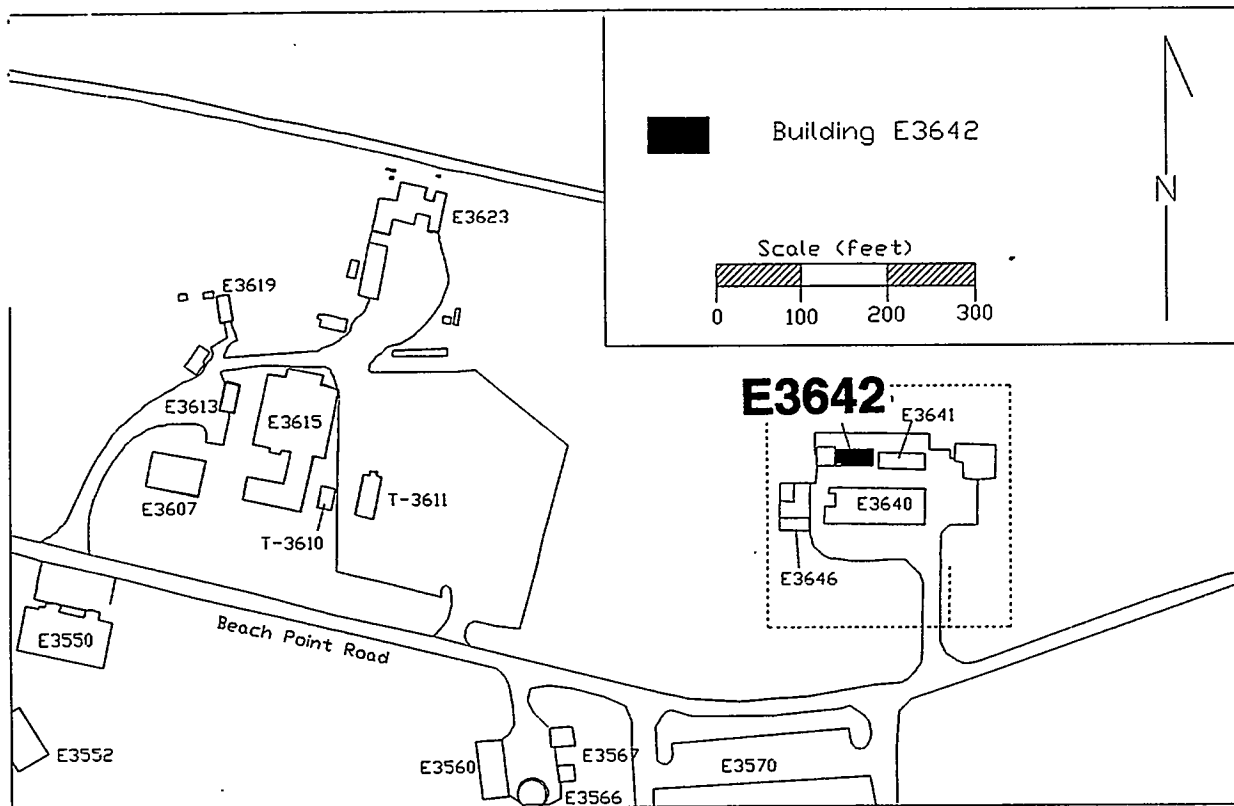 Building E3642
N
Scale (feet)
0 100 200 300
E3623
E3619
E3642
E3641
E3613
E3615
E3607
T-3611
T-3610
E3640
E3646
E3550
Beach Point Road
E3552
E3560
E3567
E3566
E3570